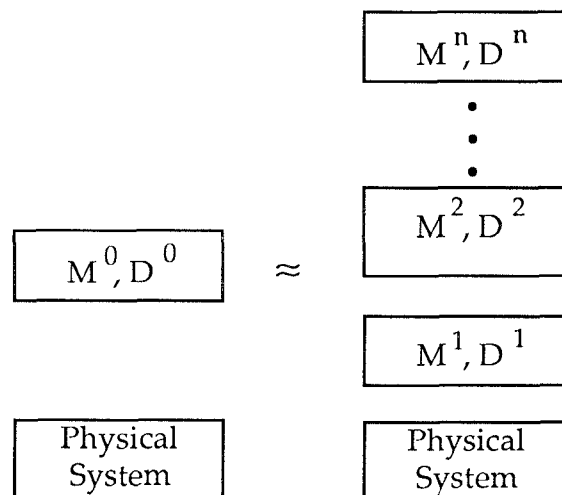 M^n, D^n
M^2, D^2
M^0, D^0
≈
M^1, D^1
Physical
System
Physical
System